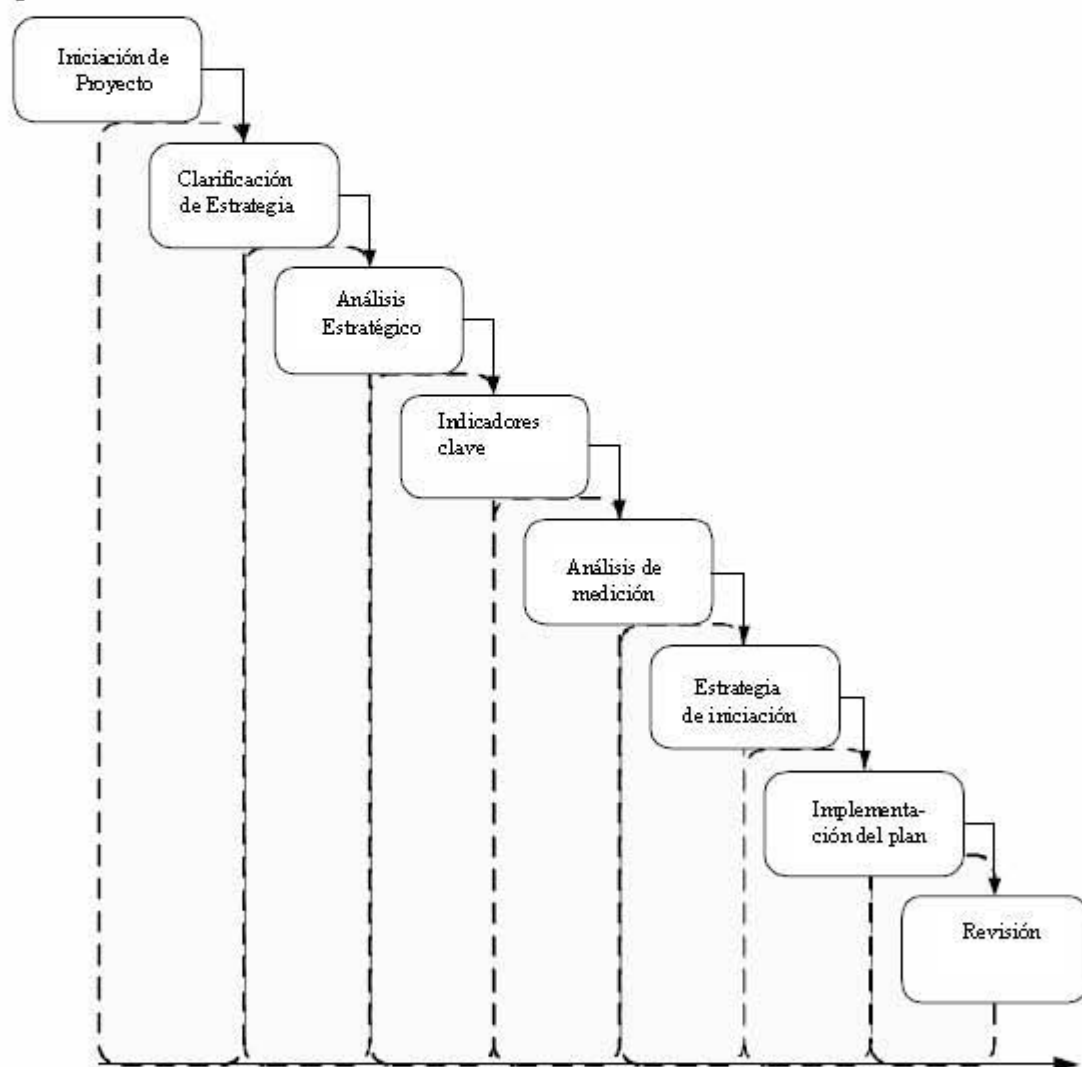 Iniciación de
Proyecto
Clarificación
de Estrategia
Análisis
Estratégico
Indicadores
clave
Análisis de
medición
Estrategia
de iniciación
Implementa-
ción del plan
Revisión